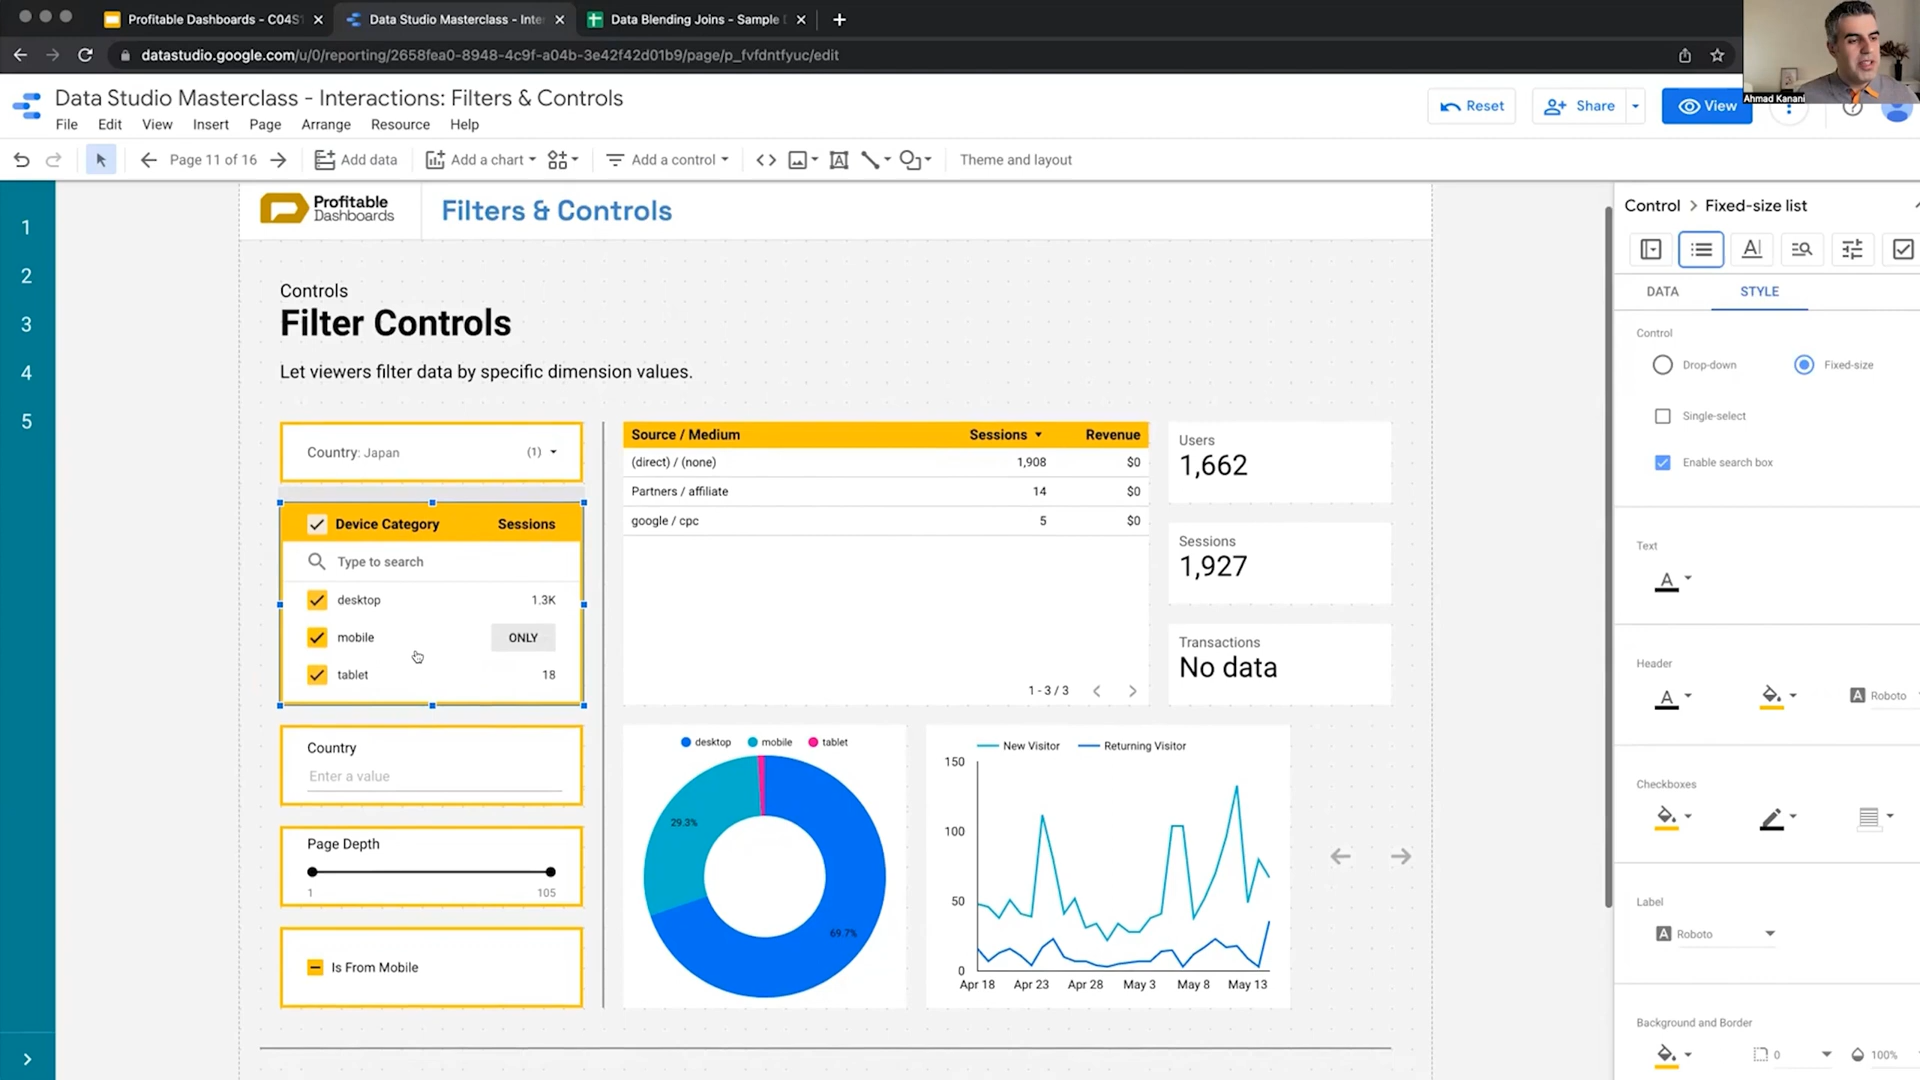 Profitable Dashboards - C04S
Data Studio Masterclass - Inte
Data Blending Joins - Sample D
datastudio.google.com/u/0/reporting/2658fea0-8948-4c9f-a04b-3e42f42d01b9/page/p_fvfdntfyuc/edit
Ahmad Kanani
Data Studio Masterclass - Interactions: Filters & Controls
Reset
Share
View
File Edit View Insert Page Arrange Resource Help
Page 11 of 16
Add data
Add a chart
Add a control
Theme and layout
1
2
3
4
5
Profitable
Dashboards
Filters & Controls
Controls
Filter Controls
Let viewers filter data by specific dimension values.
Country: Japan (1)
Device Category Sessions
Type to search
desktop 1.3K
mobile ONLY
tablet 18
Country
Enter a value
Page Depth
1 105
Is From Mobile
Source / Medium Sessions Revenue
(direct) / (none) 1,908 $0
Partners / affiliate 14 $0
google / cpc 5 $0
1 - 3 / 3
Users
1,662
Sessions
1,927
Transactions
No data
desktop mobile tablet
29.3%
69.7%
New Visitor Returning Visitor
150
100
50
0
Apr 18 Apr 23 Apr 28 May 3 May 8 May 13
Control > Fixed-size list
DATA STYLE
Control
Drop-down Fixed-size
Single-select
Enable search box
Text
Header
Roboto
Checkboxes
Label
Roboto
Background and Border
0 100%